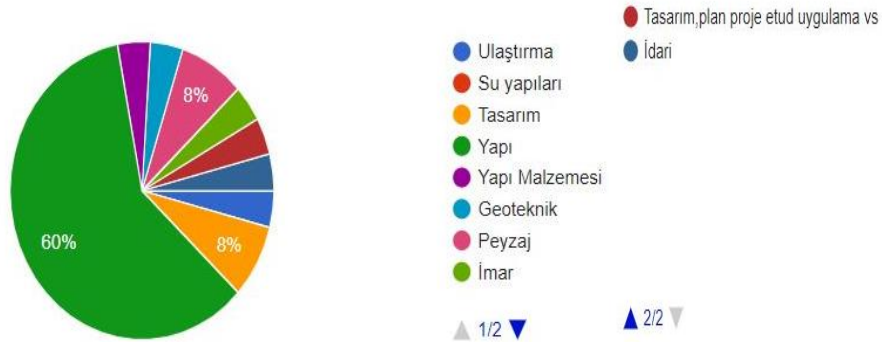 8%
60%
8%
Ulaştırma
Su yapıları
Tasarım
Yapı
Yapı Malzemesi
Geoteknik
Peyzaj
İmar
1/2
Tasarım,plan proje etud uygulama vs
İdari
2/2